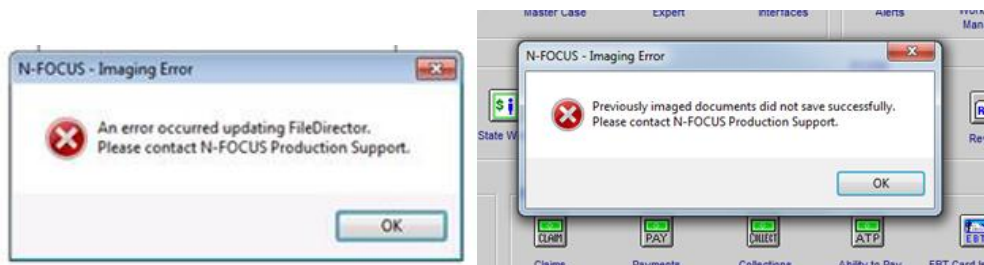 N-FOCUS - Imaging Error
An error occurred updating FileDirector.
Please contact N-FOCUS Production Support.
OK
Master Case Expert Interfaces Alerts
N-FOCUS - Imaging Error
Previously imaged documents did not save successfully.
Please contact N-FOCUS Production Support.
OK
$
State
CLAIM PAY COLLECT ATP EBT
Claims Payments Collections Ability to Pay EBT Card